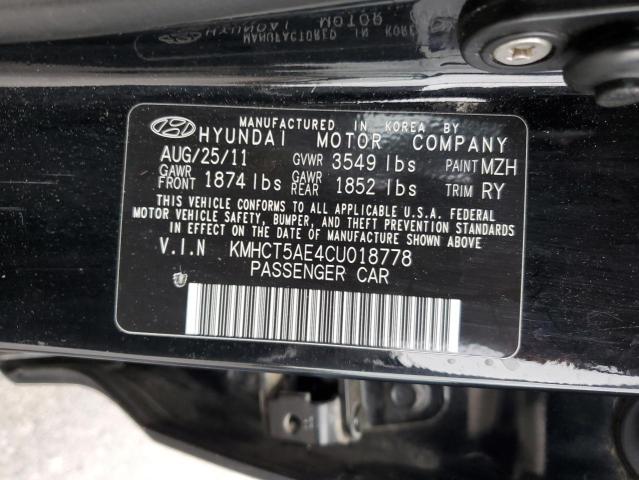 MANUFACTURED IN KOREA BY
HYUNDAI MOTOR COMPANY
AUG/25/11 GVWR 3549 lbs PAINT MZH
GAWR FRONT 1874 lbs GAWR REAR 1852 lbs TRIM RY
THIS VEHICLE CONFORMS TO ALL APPLICABLE U.S.A. FEDERAL
MOTOR VEHICLE SAFETY, BUMPER, AND THEFT PREVENTION STANDARDS
IN EFFECT ON THE DATE OF MANUFACTURE SHOWN ABOVE.
V.I.N KMHCT5AE4CU018778
PASSENGER CAR